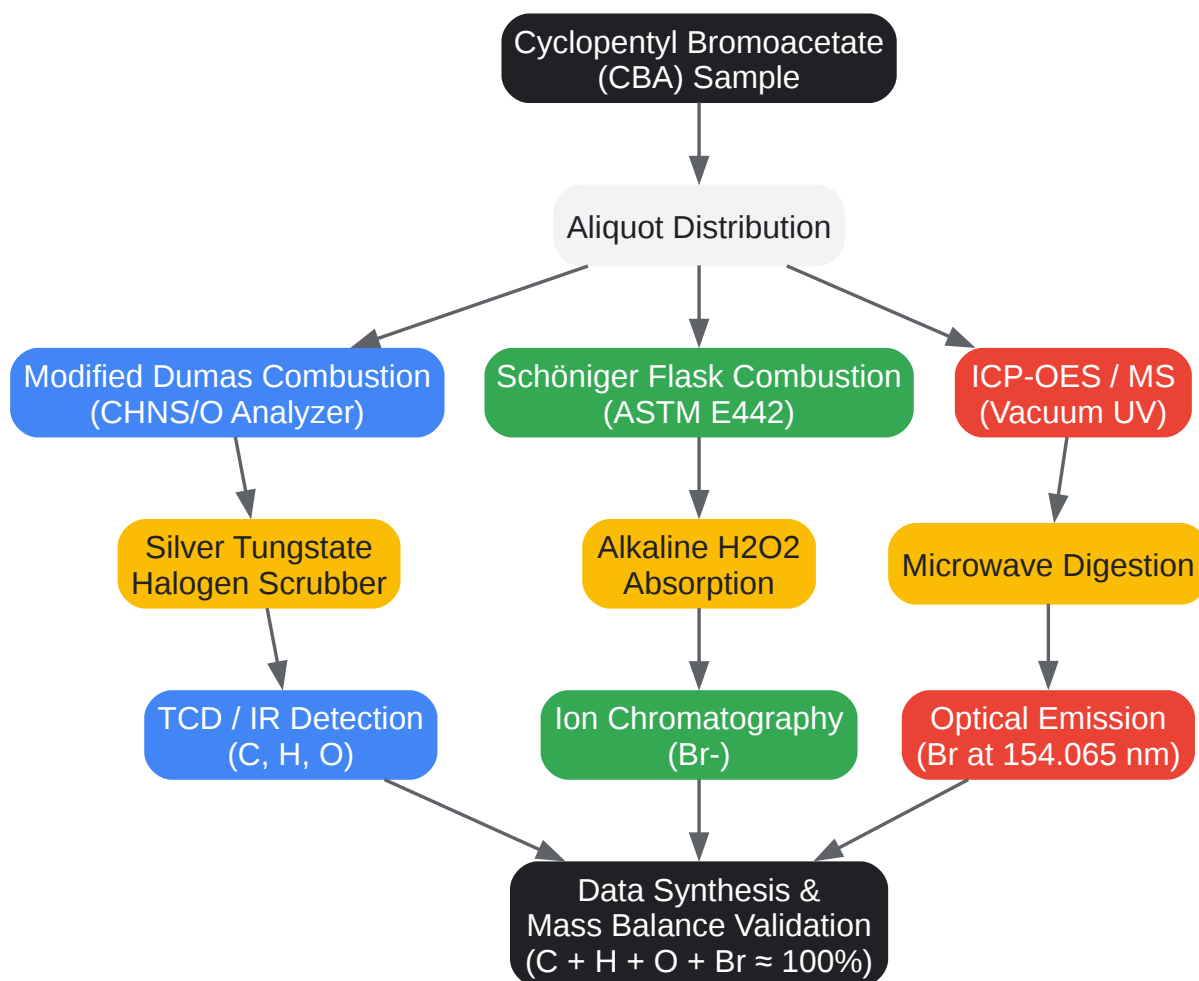 Cyclopentyl Bromoacetate
(CBA) Sample
Aliquot Distribution
Modified Dumas Combustion
(CHNS/O Analyzer)
Schöniger Flask Combustion
(ASTM E442)
ICP-OES / MS
(Vacuum UV)
Silver Tungstate
Halogen Scrubber
Alkaline H2O2
Absorption
Microwave Digestion
TCD / IR Detection
(C, H, O)
Ion Chromatography
(Br-)
Optical Emission
(Br at 154.065 nm)
Data Synthesis &
Mass Balance Validation
(C + H + O + Br ≈ 100%)